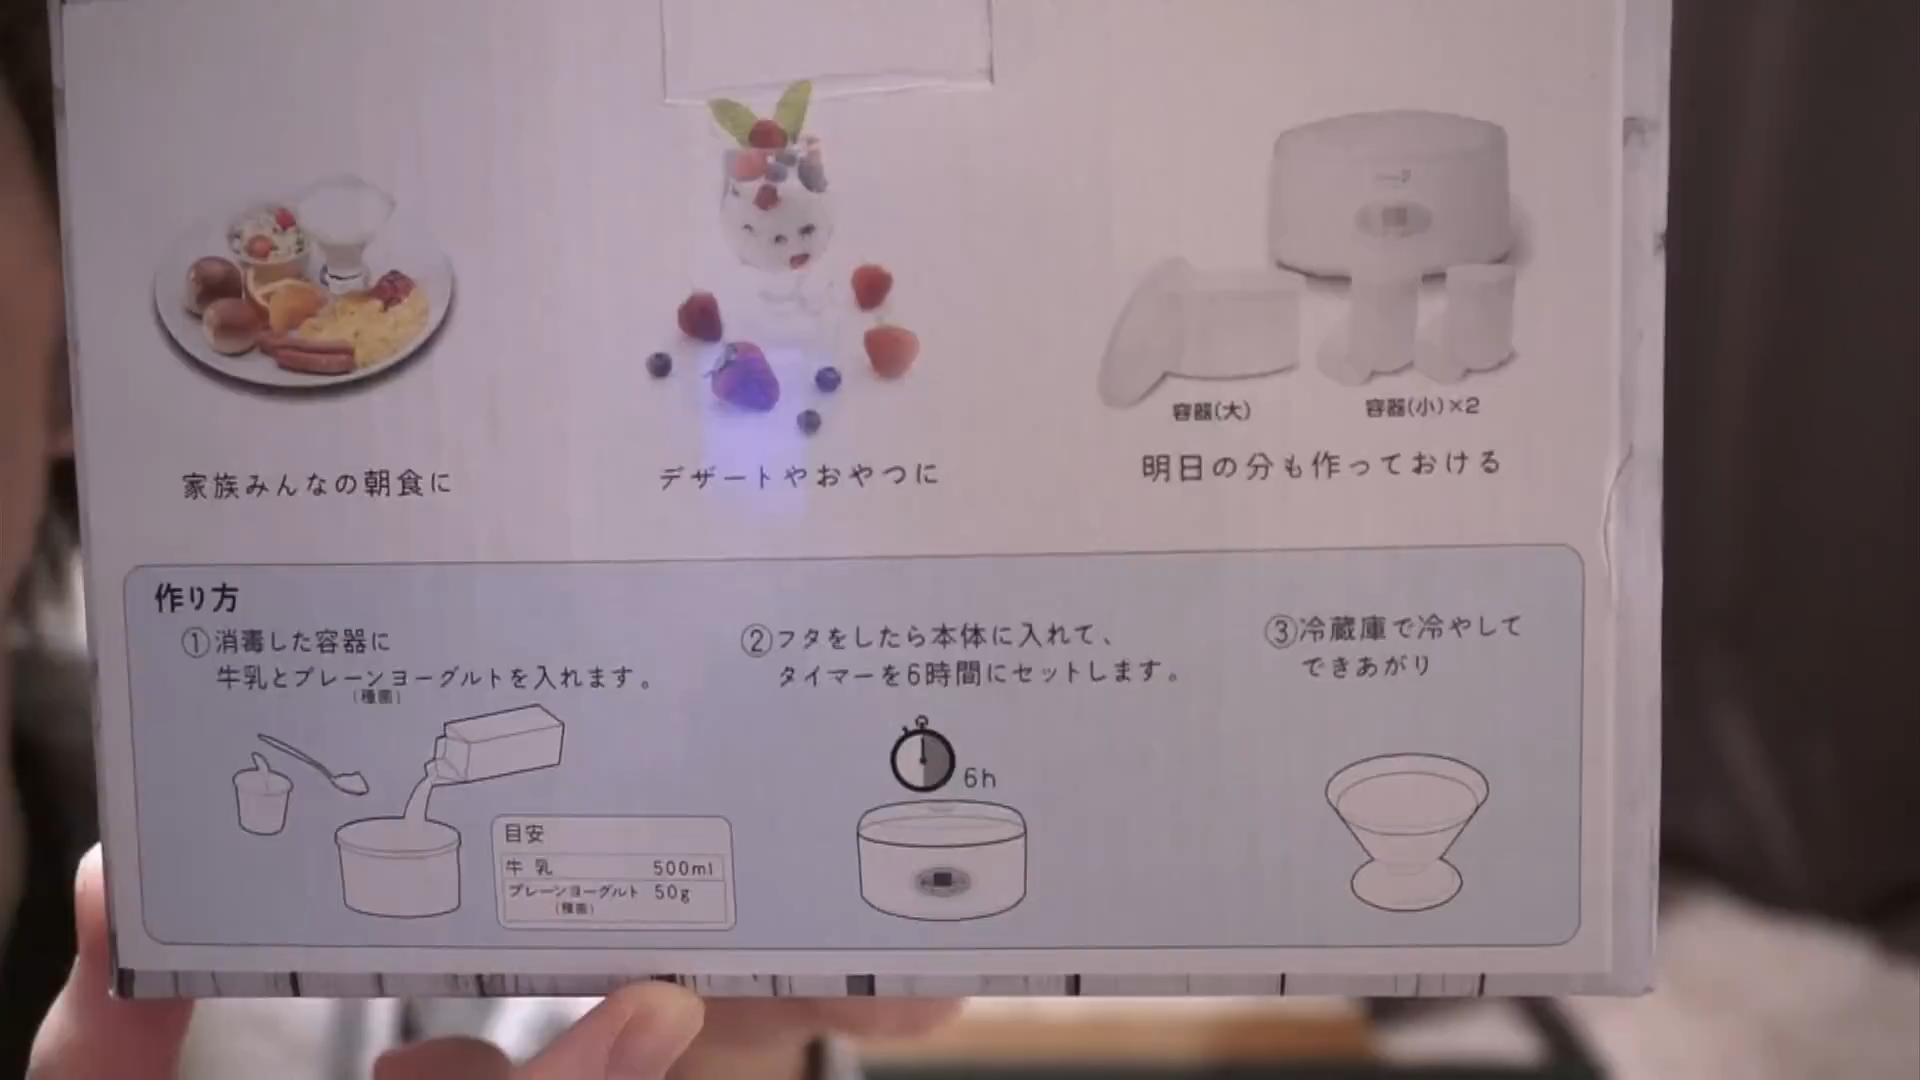 容器(大)
容器(小)×2
家族みんなの朝食に
デザートやおやつに
明日の分も作っておける
作り方
①消毒した容器に
牛乳とプレーンヨーグルトを入れます。
(種菌)
②フタをしたら本体に入れて、
タイマーを6時間にセットします。
③冷蔵庫で冷やして
できあがり
6h
目安
牛乳 500ml
プレーンヨーグルト 50g
(種菌)